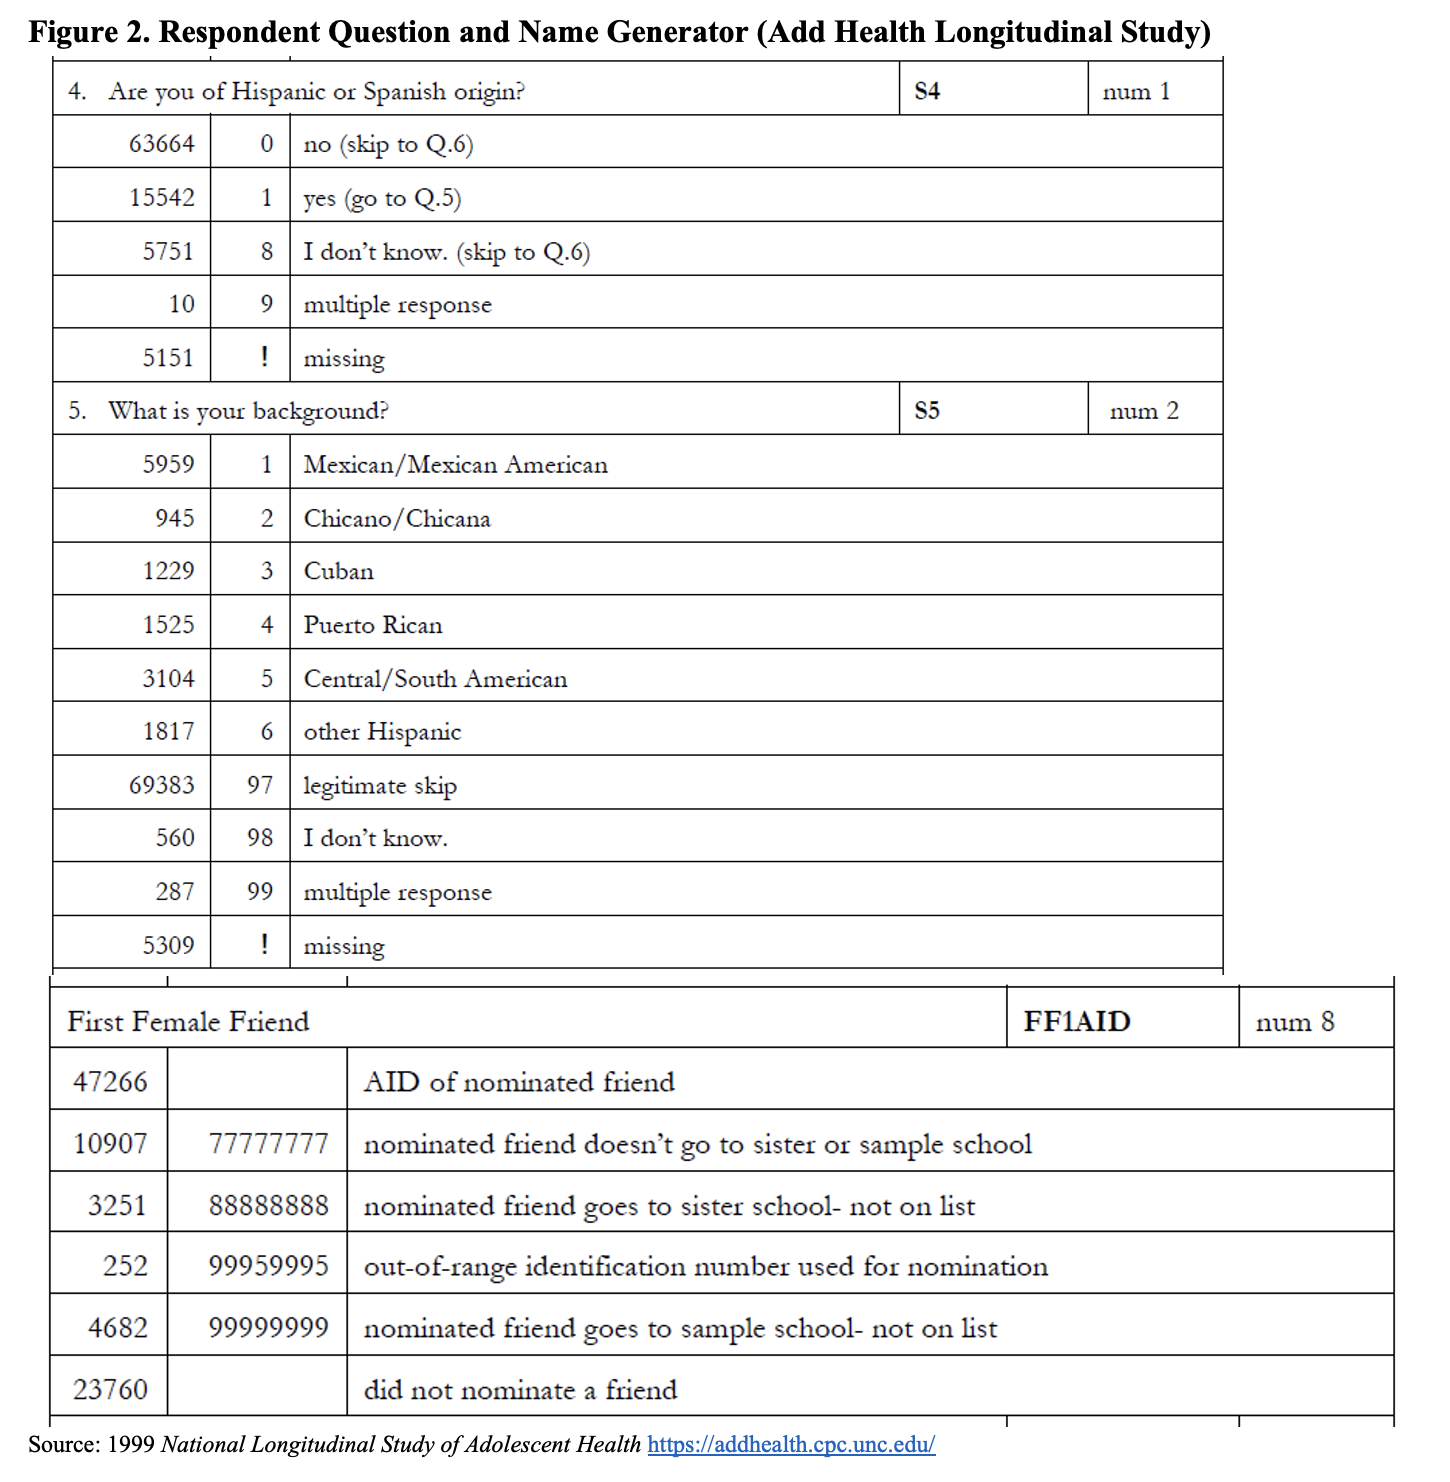 Figure 2. Respondent Question and Name Generator (Add Health Longitudinal Study)
4. Are you of Hispanic or Spanish origin? S4 num 1
63664 0 no (skip to Q.6)
15542 1 yes (go to Q.5)
5751 8 I don't know. (skip to Q.6)
10 9 multiple response
5151 ! missing
5. What is your background? S5 num 2
5959 1 Mexican/Mexican American
945 2 Chicano/Chicana
1229 3 Cuban
1525 4 Puerto Rican
3104 5 Central/South American
1817 6 other Hispanic
69383 97 legitimate skip
560 98 I don't know.
287 99 multiple response
5309 ! missing
First Female Friend FF1AID num 8
47266 AID of nominated friend
10907 77777777 nominated friend doesn't go to sister or sample school
3251 88888888 nominated friend goes to sister school- not on list
252 99959995 out-of-range identification number used for nomination
4682 99999999 nominated friend goes to sample school- not on list
23760 did not nominate a friend
Source: 1999 National Longitudinal Study of Adolescent Health https://addhealth.cpc.unc.edu/